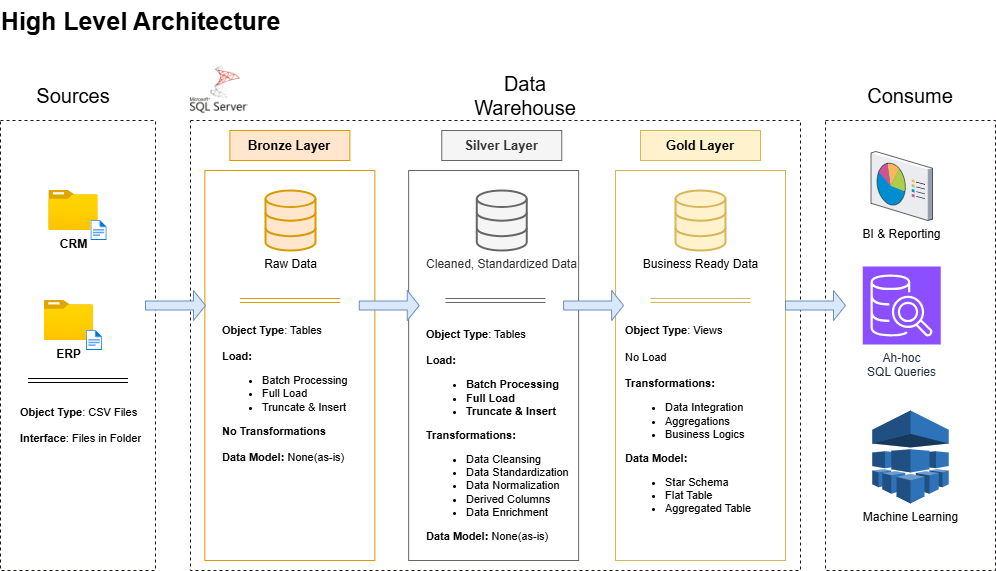 High Level Architecture
Sources
Microsoft
SQL Server
Data
Warehouse
Consume
CRM
ERP
Object Type: CSV Files
Interface: Files in Folder
Bronze Layer
Raw Data
Object Type: Tables
Load:
• Batch Processing
• Full Load
• Truncate & Insert
No Transformations
Data Model: None(as-is)
Silver Layer
Cleaned, Standardized Data
Object Type: Tables
Load:
• Batch Processing
• Full Load
• Truncate & Insert
Transformations:
• Data Cleansing
• Data Standardization
• Data Normalization
• Derived Columns
• Data Enrichment
Data Model: None(as-is)
Gold Layer
Business Ready Data
Object Type: Views
No Load
Transformations:
• Data Integration
• Aggregations
• Business Logics
Data Model:
• Star Schema
• Flat Table
• Aggregated Table
BI & Reporting
Ah-hoc
SQL Queries
Machine Learning